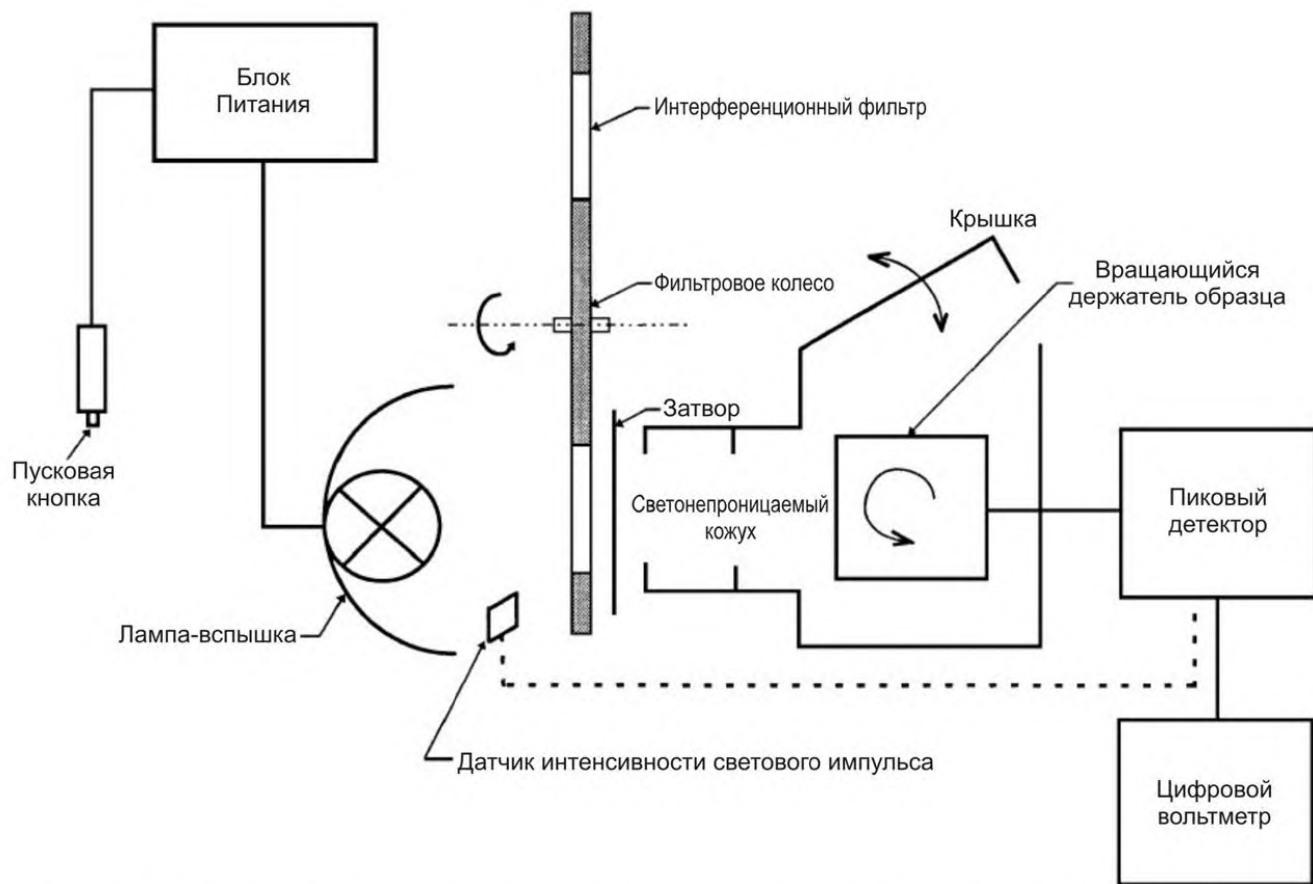 Блок
Питания
Интерференционный фильтр
Крышка
Вращающийся
держатель образца
Фильтровое колесо
Затвор
Пусковая
кнопка
Светонепроницаемый
кожух
Пиковый
детектор
Лампа-вспышка
Датчик интенсивности светового импульса
Цифровой
вольтметр